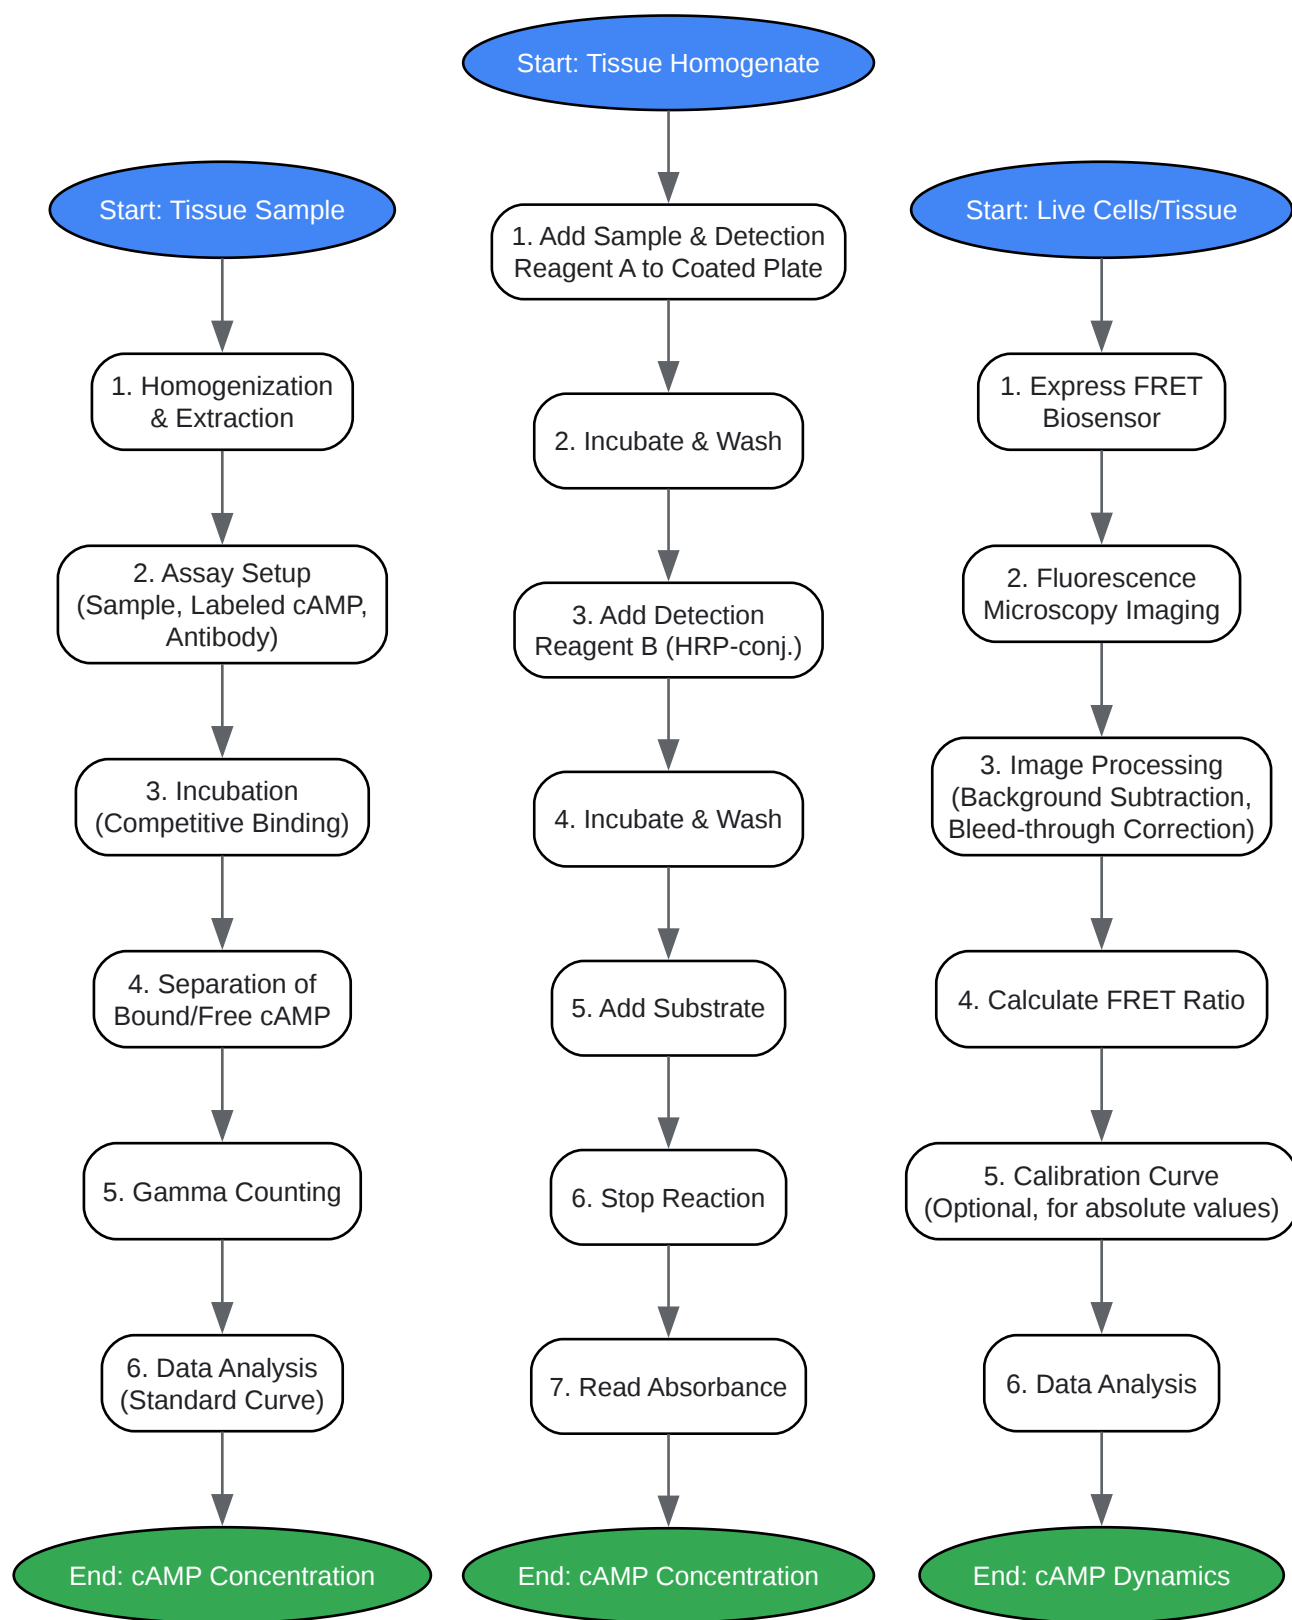 Start: Tissue Sample
1. Homogenization
& Extraction
2. Assay Setup
(Sample, Labeled cAMP,
Antibody)
3. Incubation
(Competitive Binding)
4. Separation of
Bound/Free cAMP
5. Gamma Counting
6. Data Analysis
(Standard Curve)
End: cAMP Concentration
Start: Tissue Homogenate
1. Add Sample & Detection
Reagent A to Coated Plate
2. Incubate & Wash
3. Add Detection
Reagent B (HRP-conj.)
4. Incubate & Wash
5. Add Substrate
6. Stop Reaction
7. Read Absorbance
End: cAMP Concentration
Start: Live Cells/Tissue
1. Express FRET
Biosensor
2. Fluorescence
Microscopy Imaging
3. Image Processing
(Background Subtraction,
Bleed-through Correction)
4. Calculate FRET Ratio
5. Calibration Curve
(Optional, for absolute values)
6. Data Analysis
End: cAMP Dynamics